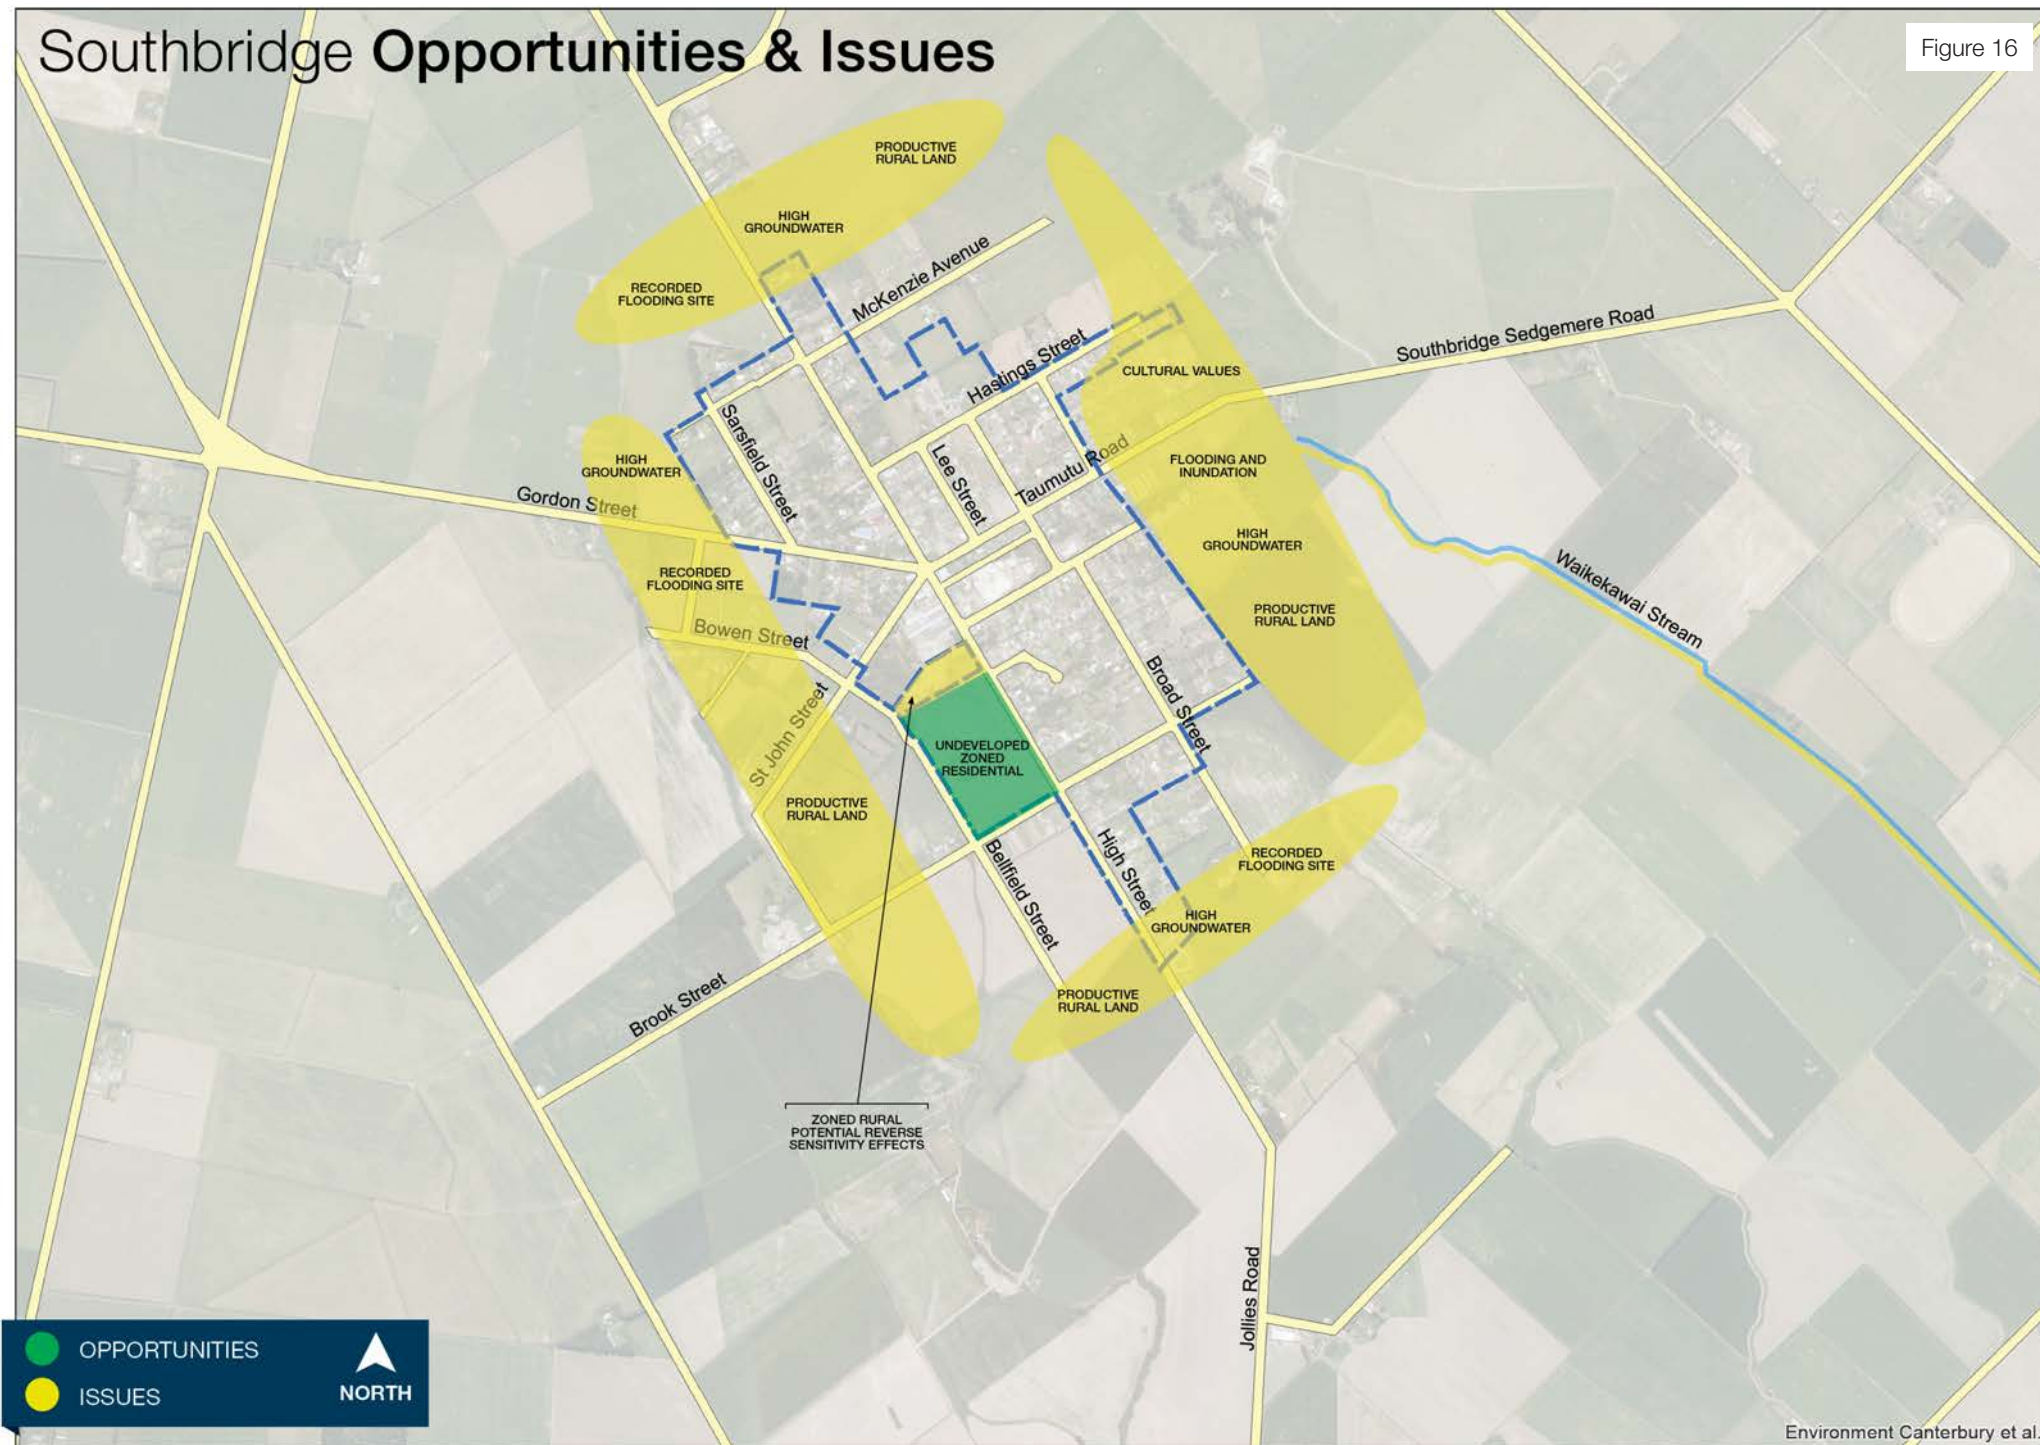 Southbridge Opportunities & Issues
Figure 16
PRODUCTIVE
RURAL LAND
HIGH
GROUNDWATER
RECORDED
FLOODING SITE
McKenzie Avenue
Hastings Street
Southbridge Sedgemere Road
CULTURAL VALUES
Sarsfield Street
Lee Street
Taumutu Road
HIGH
GROUNDWATER
Gordon Street
FLOODING AND
INUNDATION
HIGH
GROUNDWATER
RECORDED
FLOODING SITE
Waikekawai Stream
PRODUCTIVE
RURAL LAND
Bowen Street
Broad Street
St John Street
UNDEVELOPED
ZONED
RESIDENTIAL
PRODUCTIVE
RURAL LAND
High Street
Bellfield Street
RECORDED
FLOODING SITE
HIGH
GROUNDWATER
PRODUCTIVE
RURAL LAND
Brook Street
ZONED RURAL
POTENTIAL REVERSE
SENSITIVITY EFFECTS
Jollies Road
OPPORTUNITIES
ISSUES
NORTH
Environment Canterbury et al